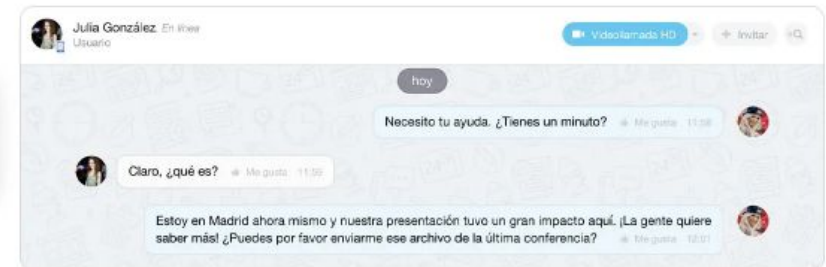 Julia González En línea
Usuario
Videollamada HD
+ Invitar
hoy
Necesito tu ayuda. ¿Tienes un minuto? Me gusta 11:58
Claro, ¿qué es? Me gusta 11:59
Estoy en Madrid ahora mismo y nuestra presentación tuvo un gran impacto aquí. ¡La gente quiere
saber más! ¿Puedes por favor enviarme ese archivo de la última conferencia? Me gusta 12:01